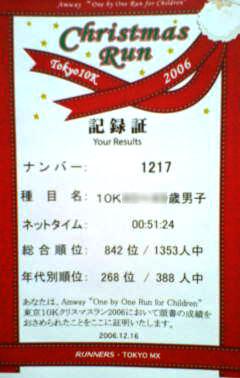 Amway "One by One Run for Children"
Christmas
Run
Tokyo10K
2006
記録証
Your Results
ナンバー: 1217
種 目 名: 10K 歳男子
ネットタイム: 00:51:24
総合順位: 842 位 / 1353人中
年代別順位: 268 位 / 388 人中
あなたは、Amway "One by One Run for Children"
東京10Kクリスマスラン2006において頭書の成績を
おさめられたことをここに証明いたします。
2006.12.16
RUNNERS・TOKYO MX